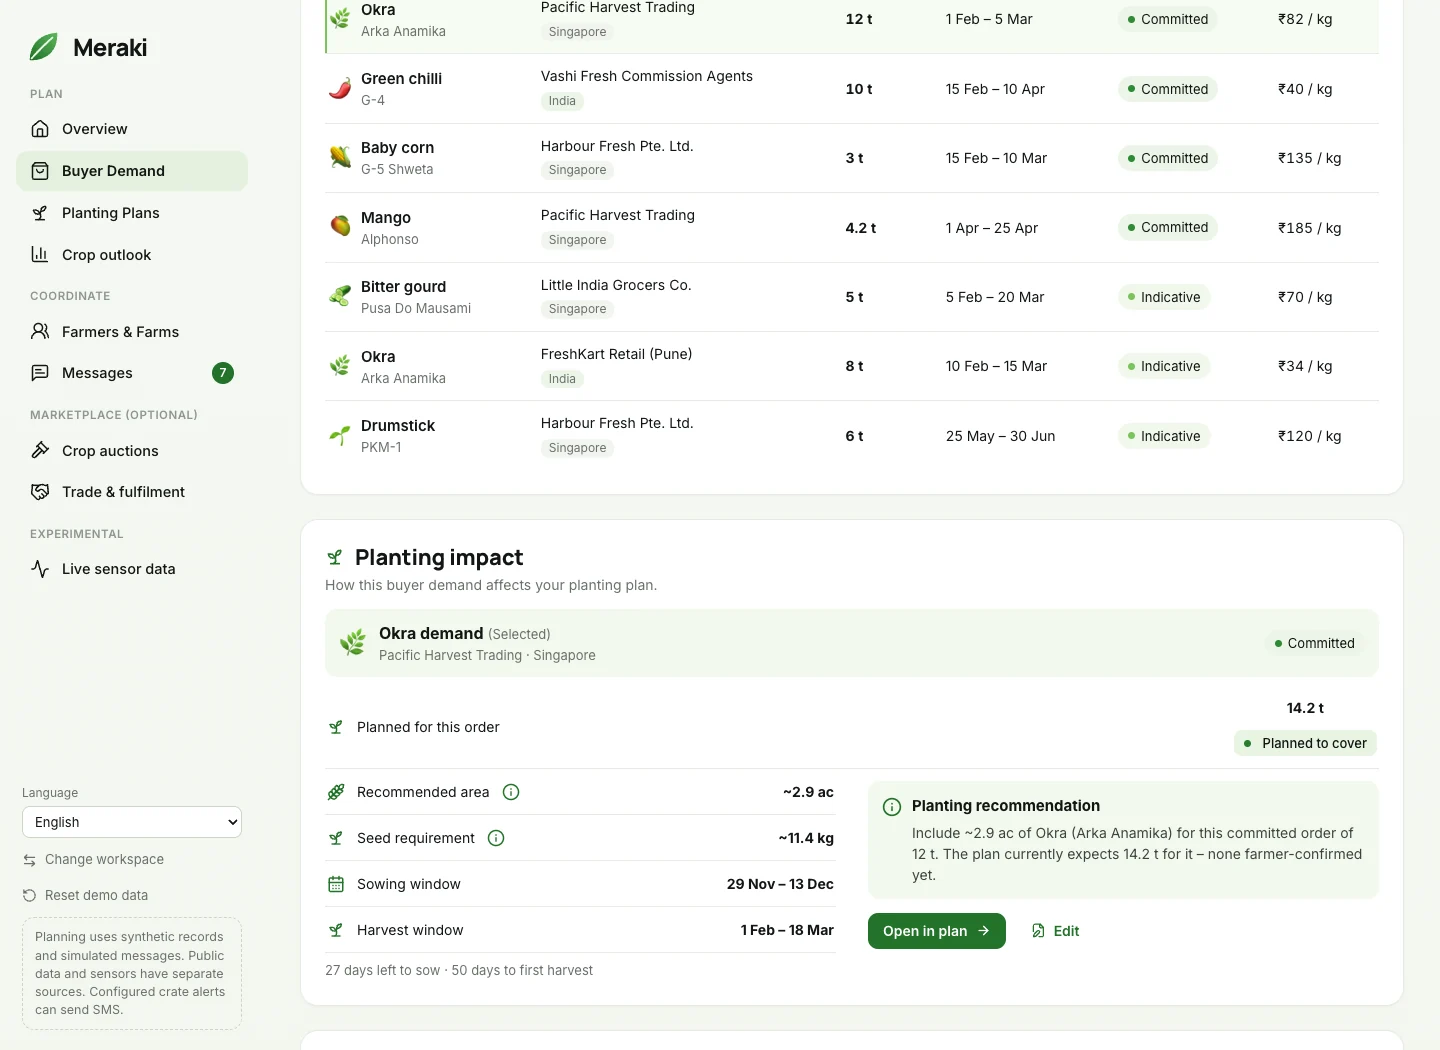 Meraki
PLAN
Overview
Buyer Demand
Planting Plans
Crop outlook
COORDINATE
Farmers & Farms
Messages 7
MARKETPLACE (OPTIONAL)
Crop auctions
Trade & fulfilment
EXPERIMENTAL
Live sensor data
Language
English
Change workspace
Reset demo data
Planning uses synthetic records
and simulated messages. Public
data and sensors have separate
sources. Configured crate alerts
can send SMS.
Okra Pacific Harvest Trading 12 t 1 Feb – 5 Mar Committed ₹82 / kg
Arka Anamika Singapore
Green chilli Vashi Fresh Commission Agents 10 t 15 Feb – 10 Apr Committed ₹40 / kg
G-4 India
Baby corn Harbour Fresh Pte. Ltd. 3 t 15 Feb – 10 Mar Committed ₹135 / kg
G-5 Shweta Singapore
Mango Pacific Harvest Trading 4.2 t 1 Apr – 25 Apr Committed ₹185 / kg
Alphonso Singapore
Bitter gourd Little India Grocers Co. 5 t 5 Feb – 20 Mar Indicative ₹70 / kg
Pusa Do Mausami Singapore
Okra FreshKart Retail (Pune) 8 t 10 Feb – 15 Mar Indicative ₹34 / kg
Arka Anamika India
Drumstick Harbour Fresh Pte. Ltd. 6 t 25 May – 30 Jun Indicative ₹120 / kg
PKM-1 Singapore
Planting impact
How this buyer demand affects your planting plan.
Okra demand (Selected)
Pacific Harvest Trading · Singapore
Committed
Planned for this order
14.2 t
Planned to cover
Recommended area ~2.9 ac
Seed requirement ~11.4 kg
Sowing window 29 Nov – 13 Dec
Harvest window 1 Feb – 18 Mar
27 days left to sow · 50 days to first harvest
Planting recommendation
Include ~2.9 ac of Okra (Arka Anamika) for this committed order of
12 t. The plan currently expects 14.2 t for it – none farmer-confirmed
yet.
Open in plan
Edit